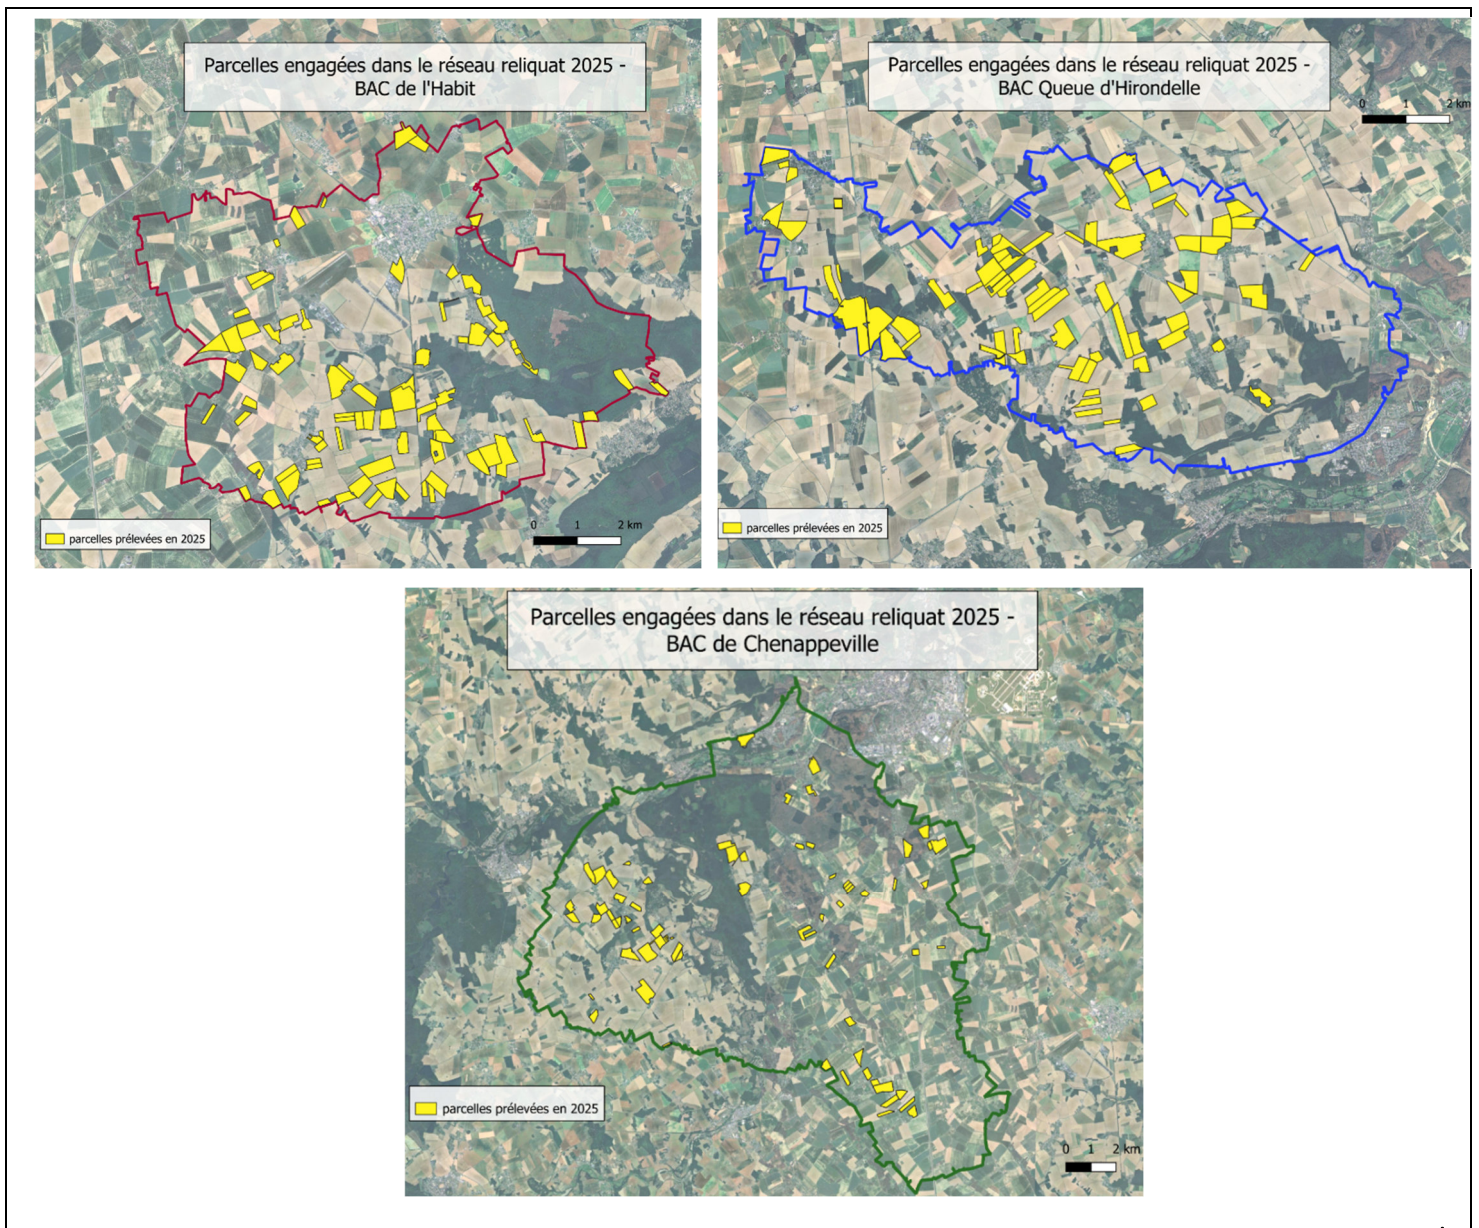 Parcelles engagées dans le réseau reliquat 2025 -
BAC de l'Habit
parcelles prélevées en 2025
0 1 2 km
Parcelles engagées dans le réseau reliquat 2025 -
BAC Queue d'Hirondelle
0 1 2 km
parcelles prélevées en 2025
Parcelles engagées dans le réseau reliquat 2025 -
BAC de Chenappeville
parcelles prélevées en 2025
0 1 2 km